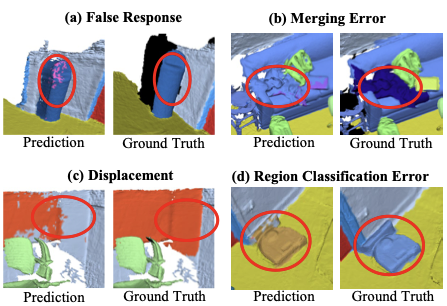 (a) False Response
(b) Merging Error
Prediction
Ground Truth
Prediction
Ground Truth
(c) Displacement
(d) Region Classification Error
Prediction
Ground Truth
Prediction
Ground Truth